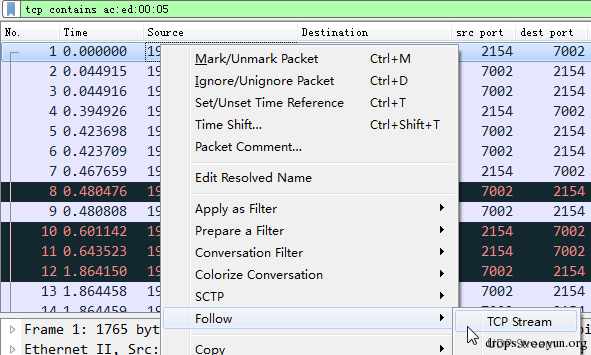 tcp contains ac:ed:00:05
No. Time Source Destination src port dest port
1 0.000000 19 2154 7002
2 0.044915 19 7002 2154
3 0.044916 19 7002 2154
4 0.394926 19 7002 2154
5 0.423698 19 7002 2154
6 0.423709 19 7002 2154
7 0.467659 19 2154 7002
8 0.480476 19 7002 2154
9 0.480808 19 7002 2154
10 0.601142 19 7002 2154
11 0.643523 19 7002 2154
12 1.864150 19 7002 2154
13 1.864458 19 2154 7002
14 1.864459 19
Mark/Unmark Packet Ctrl+M
Ignore/Unignore Packet Ctrl+D
Set/Unset Time Reference Ctrl+T
Time Shift... Ctrl+Shift+T
Packet Comment...
Edit Resolved Name
Apply as Filter
Prepare a Filter
Conversation Filter
Colorize Conversation
SCTP
Follow
Copy
TCP Stream
drops.wooyun.org
Frame 1: 1765 byt
Ethernet II, Src: